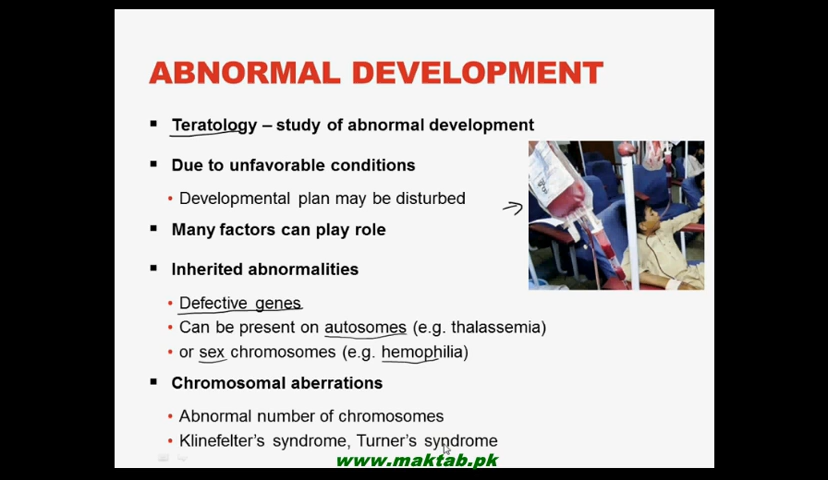 ABNORMAL DEVELOPMENT
▪ Teratology – study of abnormal development
▪ Due to unfavorable conditions
• Developmental plan may be disturbed
▪ Many factors can play role
▪ Inherited abnormalities
• Defective genes
• Can be present on autosomes (e.g. thalassemia)
• or sex chromosomes (e.g. hemophilia)
▪ Chromosomal aberrations
• Abnormal number of chromosomes
• Klinefelter's syndrome, Turner's syndrome
www.maktab.pk